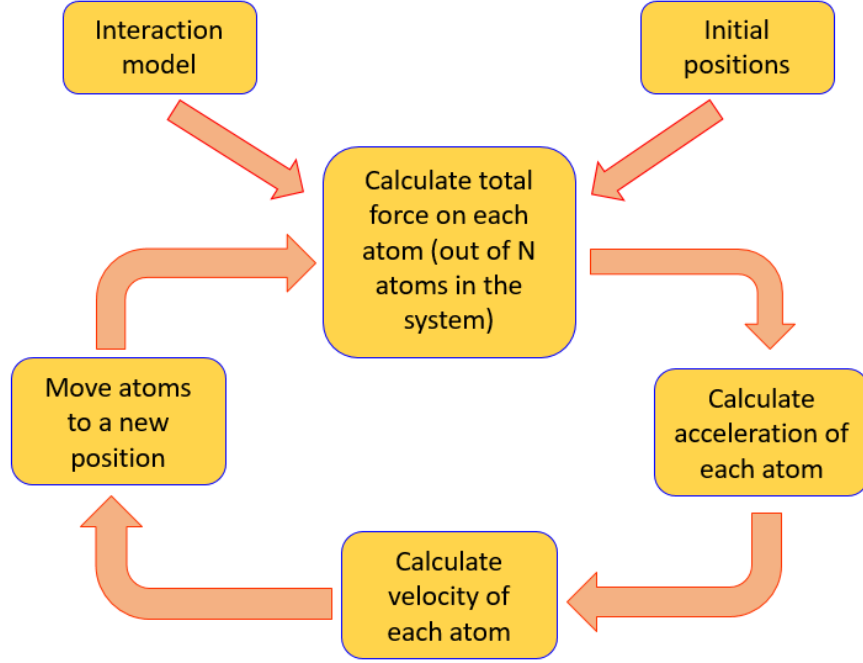 Interaction
model
Initial
positions
Calculate total
force on each
atom (out of N
atoms in the
system)
Move atoms
to a new
position
Calculate
acceleration of
each atom
Calculate
velocity of
each atom